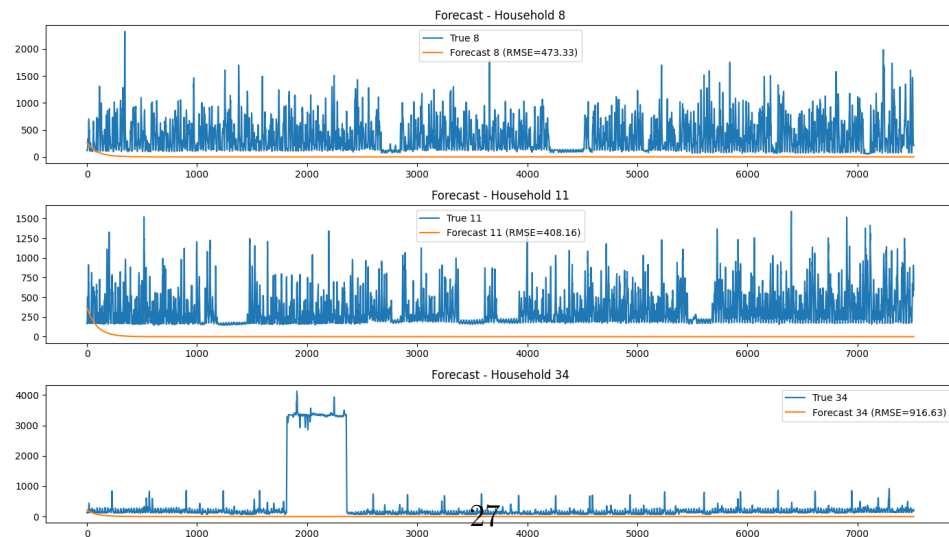 Forecast - Household 8
2000
1500
1000
500
0
True 8
Forecast 8 (RMSE=473.33)
0 1000 2000 3000 4000 5000 6000 7000
Forecast - Household 11
1500
1250
1000
750
500
250
0
True 11
Forecast 11 (RMSE=408.16)
0 1000 2000 3000 4000 5000 6000 7000
Forecast - Household 34
4000
3000
2000
1000
0
True 34
Forecast 34 (RMSE=916.63)
27
0 1000 2000 3000 4000 5000 6000 7000